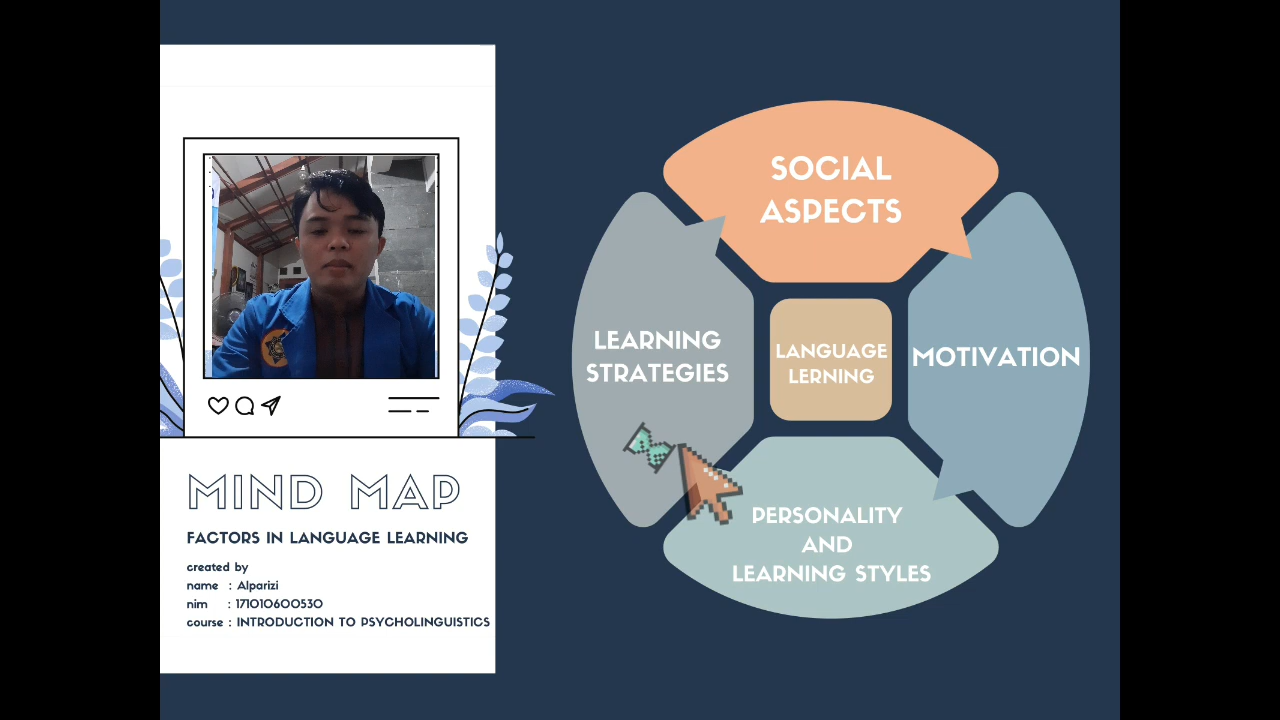 MIND MAP
FACTORS IN LANGUAGE LEARNING
created by
name : Alparizi
nim : 171010600530
course : INTRODUCTION TO PSYCHOLINGUISTICS
SOCIAL
ASPECTS
LEARNING
STRATEGIES
LANGUAGE
LERNING
MOTIVATION
PERSONALITY
AND
LEARNING STYLES